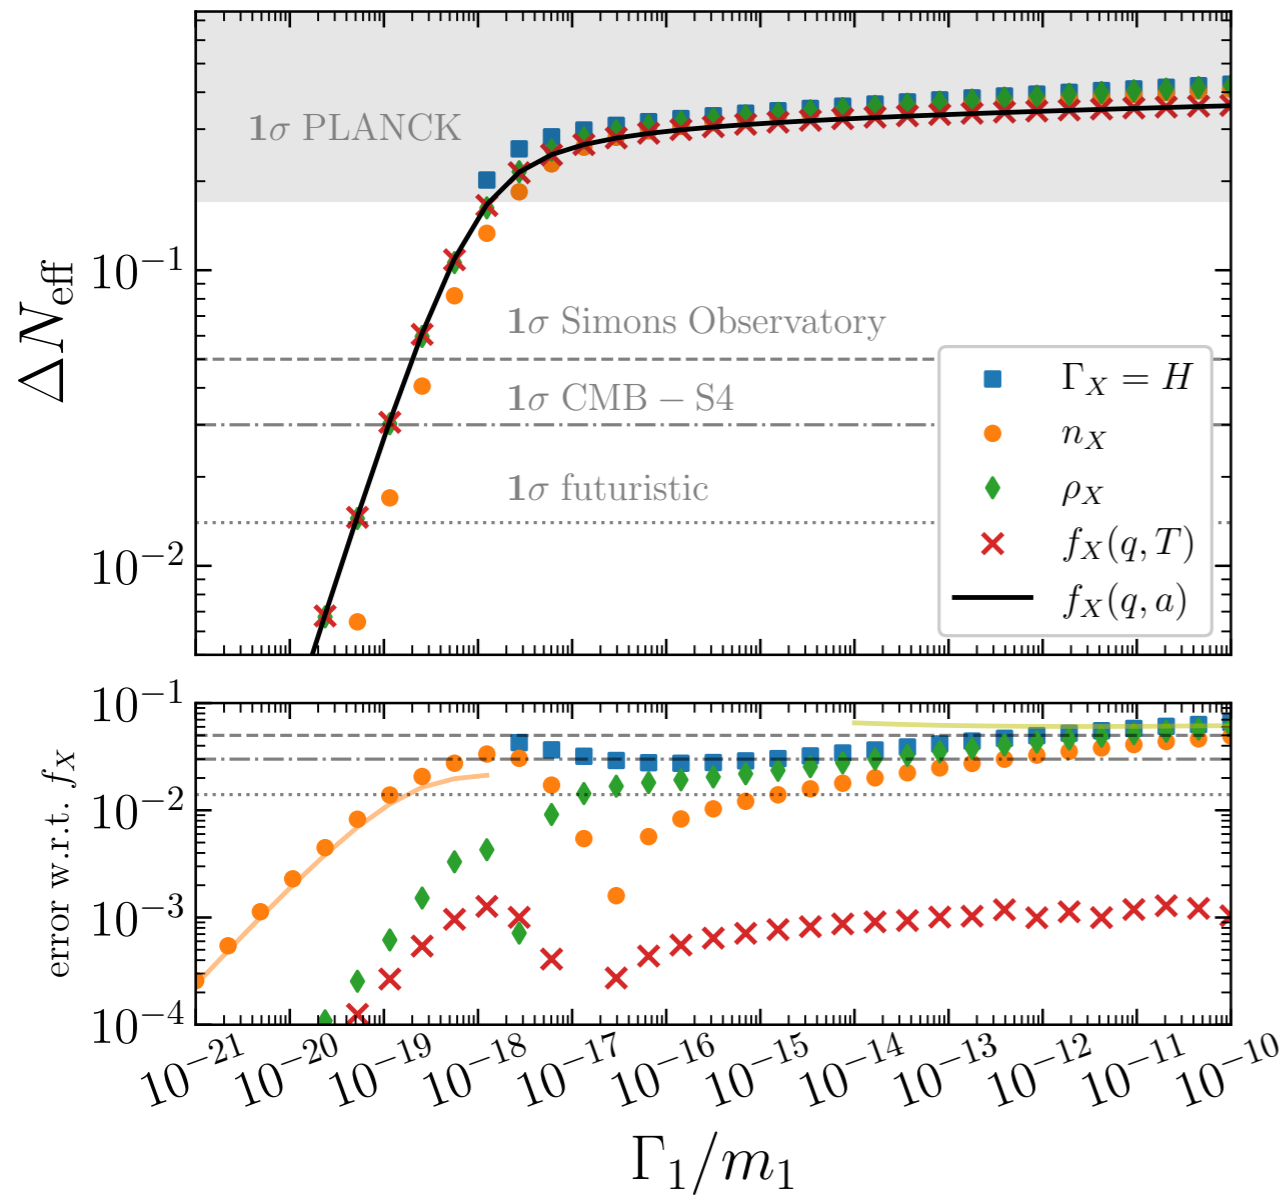 1σ PLANCK
10⁻¹
ΔN_eff
1σ Simons Observatory
1σ CMB − S4
1σ futuristic
10⁻²
Γ_X = H
n_X
ρ_X
f_X(q, T)
f_X(q, a)
10⁻¹
10⁻²
10⁻³
10⁻⁴
error w.r.t. f_X
10⁻²¹ 10⁻²⁰ 10⁻¹⁹ 10⁻¹⁸ 10⁻¹⁷ 10⁻¹⁶ 10⁻¹⁵ 10⁻¹⁴ 10⁻¹³ 10⁻¹² 10⁻¹¹ 10⁻¹⁰
Γ₁/m₁